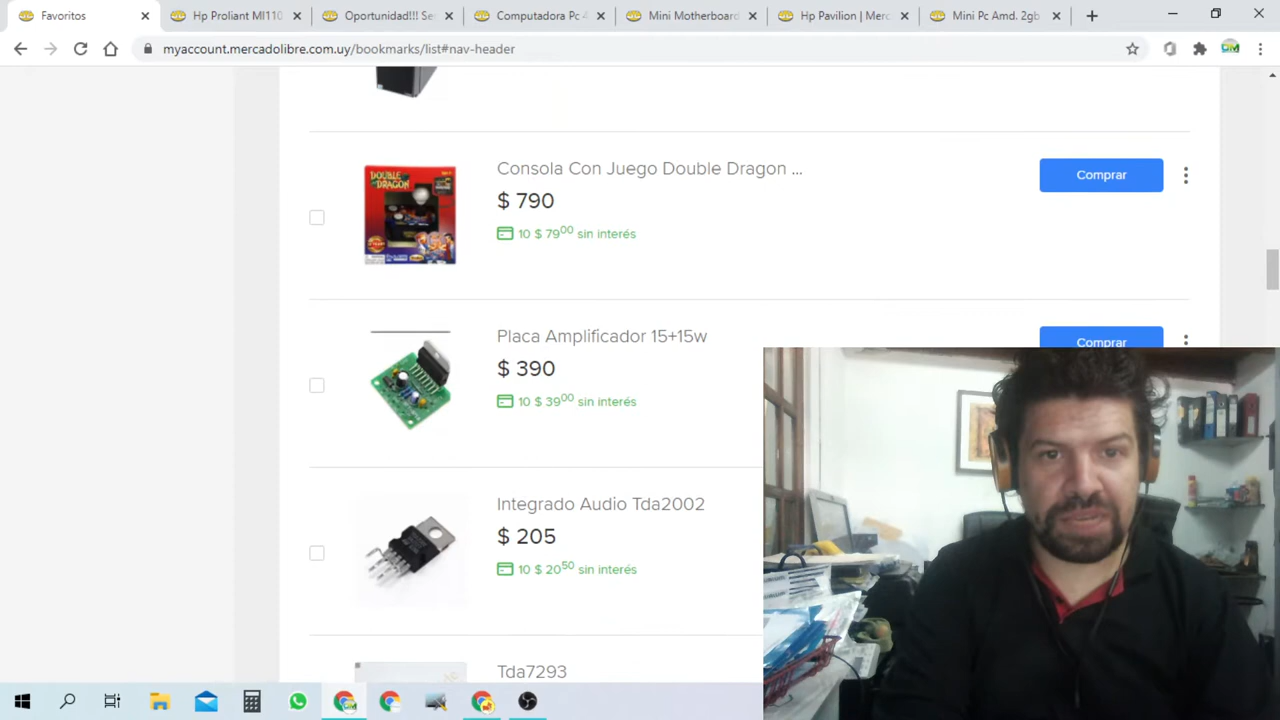 Favoritos
Hp Proliant Ml110
Oportunidad!!! Se
Computadora Pc 4
Mini Motherboard
Hp Pavilion | Merc
Mini Pc Amd. 2gb
myaccount.mercadolibre.com.uy/bookmarks/list#nav-header
DOUBLE DRAGON
Consola Con Juego Double Dragon ...
$ 790
10 $ 79⁰⁰ sin interés
Comprar
Placa Amplificador 15+15w
$ 390
10 $ 39⁰⁰ sin interés
Comprar
Integrado Audio Tda2002
$ 205
10 $ 20⁵⁰ sin interés
Tda7293